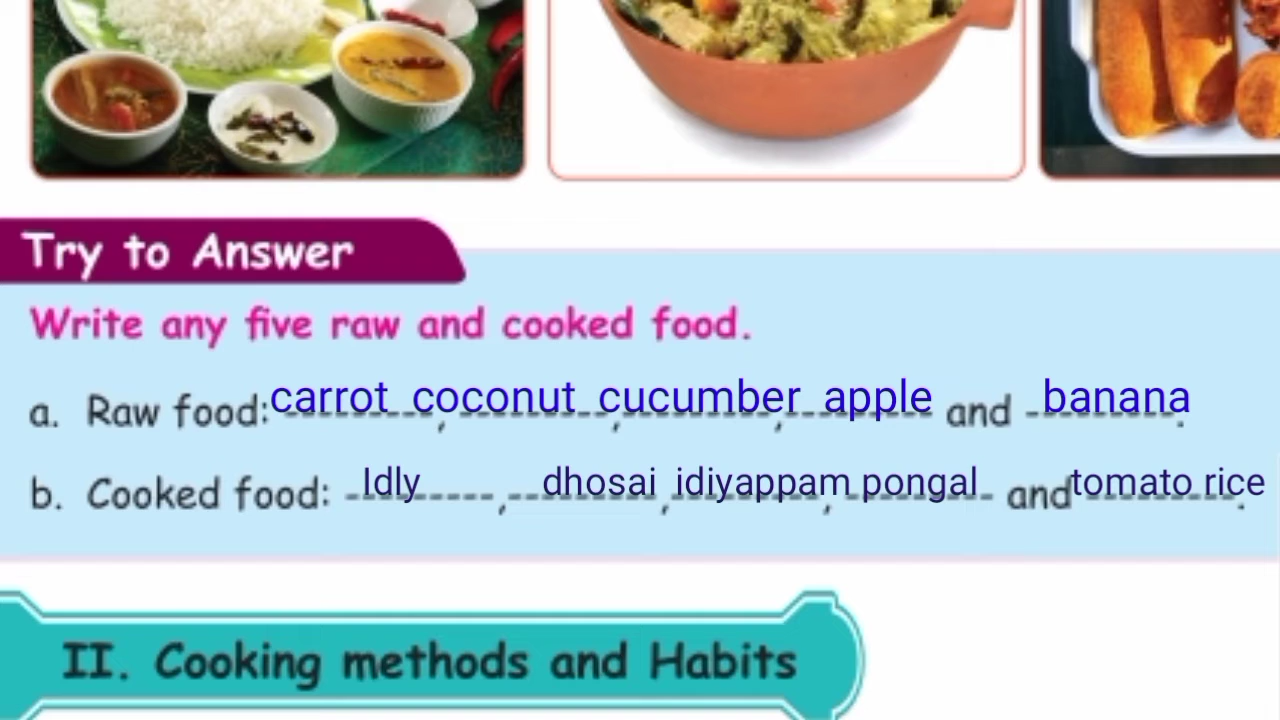 Try to Answer
Write any five raw and cooked food.
a. Raw food: carrot, coconut, cucumber, apple and banana.
b. Cooked food: Idly, dhosai, idiyappam, pongal and tomato rice.
II. Cooking methods and Habits